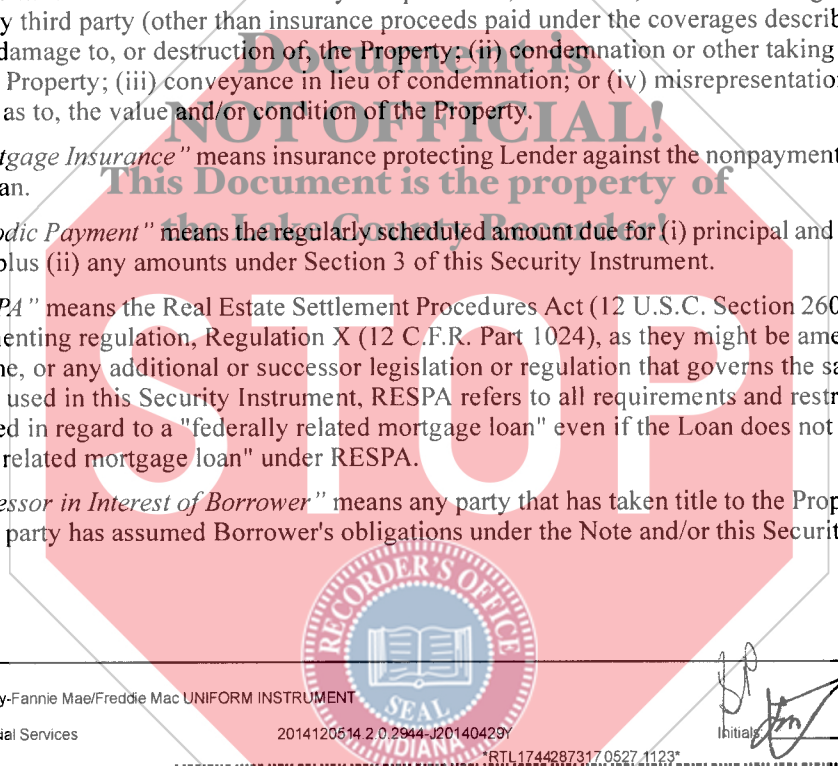 y third party (other than insurance proceeds paid under the coverages describ
damage to, or destruction of, the Property; (ii) condemnation or other taking
Property; (iii) conveyance in lieu of condemnation; or (iv) misrepresentatio
as to, the value and/or condition of the Property.
Document is
NOT OFFICIAL!
This Document is the property of
the Lake County Recorder!
tgage Insurance" means insurance protecting Lender against the nonpayment
an.
odic Payment" means the regularly scheduled amount due for (i) principal and
plus (ii) any amounts under Section 3 of this Security Instrument.
PA" means the Real Estate Settlement Procedures Act (12 U.S.C. Section 260
enting regulation, Regulation X (12 C.F.R. Part 1024), as they might be ame
ne, or any additional or successor legislation or regulation that governs the sa
used in this Security Instrument, RESPA refers to all requirements and restr
ed in regard to a "federally related mortgage loan" even if the Loan does not
related mortgage loan" under RESPA.
STOP
essor in Interest of Borrower" means any party that has taken title to the Prop
party has assumed Borrower's obligations under the Note and/or this Securit
RECORDER'S OFFICE
SEAL
INDIANA
y-Fannie Mae/Freddie Mac UNIFORM INSTRUMENT
ial Services
2014120514.2.0.2944-J20140429Y
Initials:
*RTL1744287317 0527 1123*